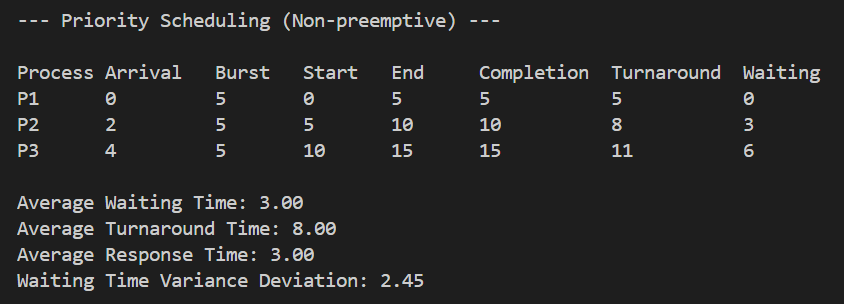 --- Priority Scheduling (Non-preemptive) ---
Process Arrival Burst Start End Completion Turnaround Waiting
P1 0 5 0 5 5 5 0
P2 2 5 5 10 10 8 3
P3 4 5 10 15 15 11 6
Average Waiting Time: 3.00
Average Turnaround Time: 8.00
Average Response Time: 3.00
Waiting Time Variance Deviation: 2.45